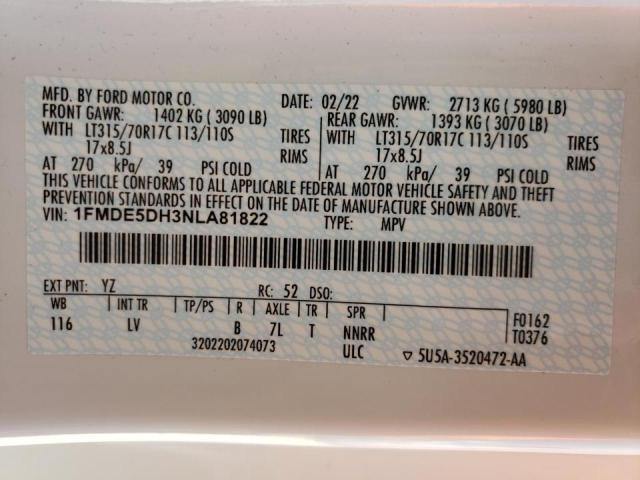 MFD. BY FORD MOTOR CO.
DATE: 02/22 GVWR: 2713 KG ( 5980 LB)
FRONT GAWR: 1402 KG ( 3090 LB)
REAR GAWR: 1393 KG ( 3070 LB)
WITH LT315/70R17C 113/110S TIRES
WITH LT315/70R17C 113/110S TIRES
17x8.5J RIMS
17x8.5J RIMS
AT 270 kPa/ 39 PSI COLD
AT 270 kPa/ 39 PSI COLD
THIS VEHICLE CONFORMS TO ALL APPLICABLE FEDERAL MOTOR VEHICLE SAFETY AND THEFT
PREVENTION STANDARDS IN EFFECT ON THE DATE OF MANUFACTURE SHOWN ABOVE.
VIN: 1FMDE5DH3NLA81822 TYPE: MPV
EXT PNT: YZ RC: 52 DSO:
WB INT TR TP/PS R AXLE TR SPR
116 LV B 7L T NNRR
ULC
F0162
T0376
3202202074073
▽ 5U5A-3520472-AA